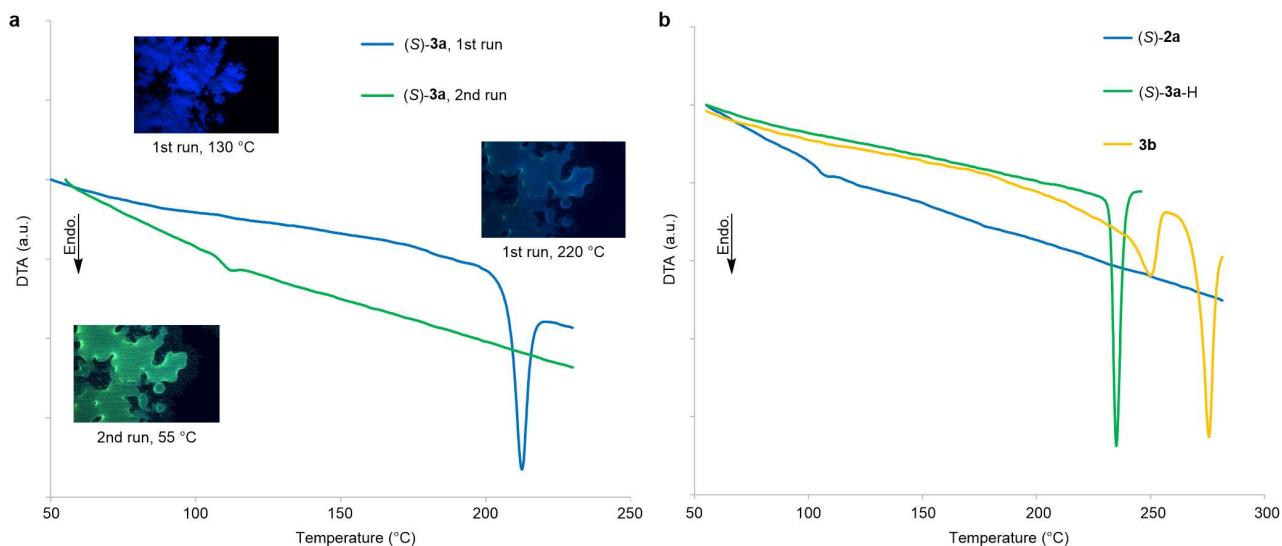 a
(S)-3a, 1st run
(S)-3a, 2nd run
1st run, 130 °C
1st run, 220 °C
2nd run, 55 °C
DTA (a.u.)
Endo.
50 100 150 200 250
Temperature (°C)
b
(S)-2a
(S)-3a-H
3b
DTA (a.u.)
Endo.
50 100 150 200 250 300
Temperature (°C)